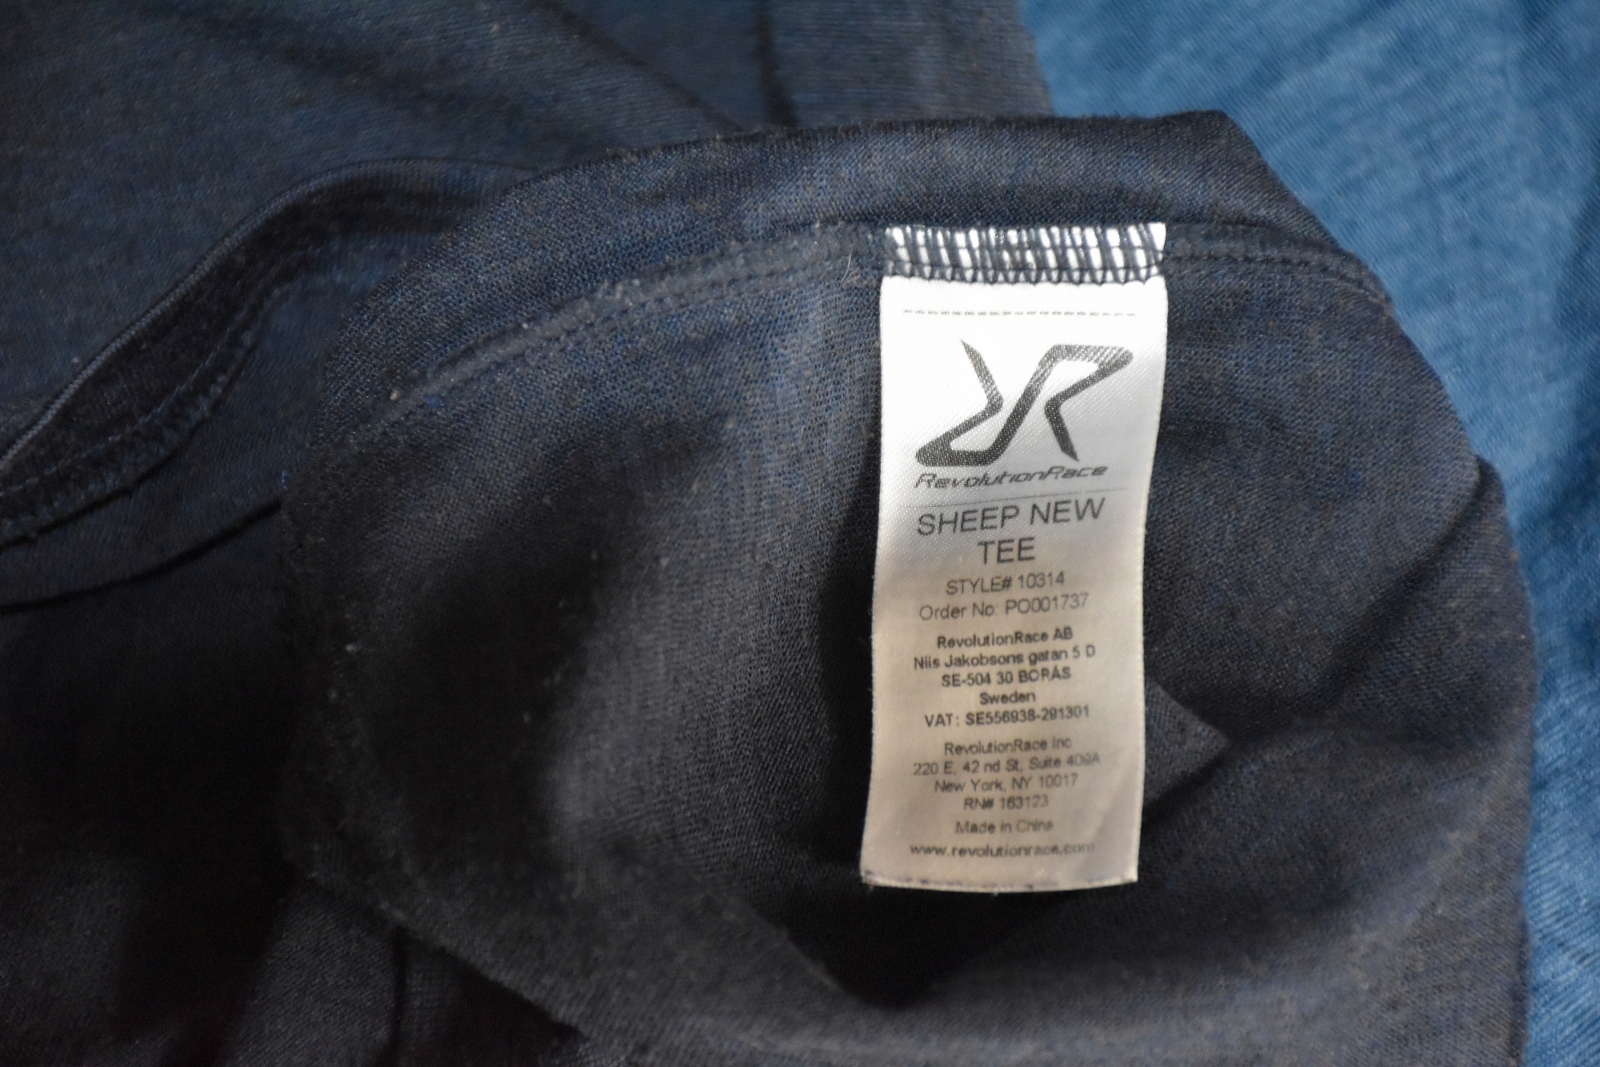 RevolutionRace
SHEEP NEW
TEE
STYLE# 10314
Order No: PO001737
RevolutionRace AB
Nils Jakobsons gatan 5 D
SE-504 30 BORÅS
Sweden
VAT: SE556938-291301
RevolutionRace Inc
220 E. 42 nd St, Suite 409A
New York, NY 10017
RN# 163123
Made in China
www.revolutionrace.com